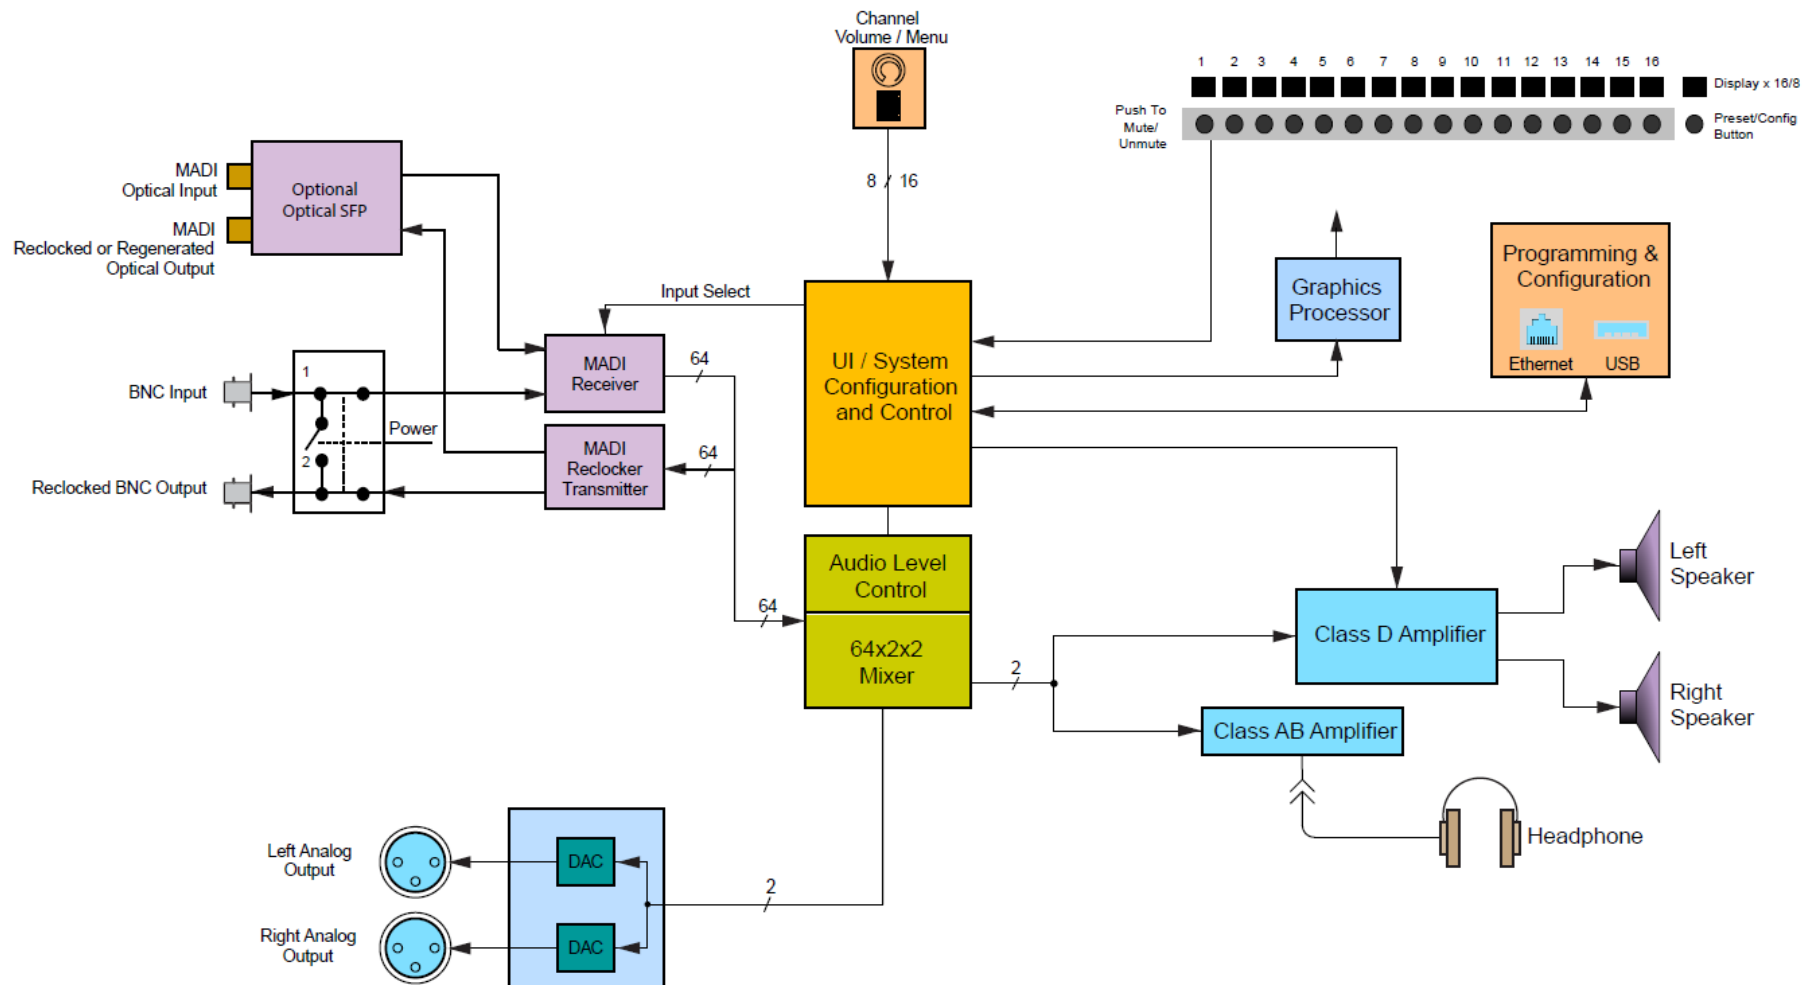 Channel
Volume / Menu
1 2 3 4 5 6 7 8 9 10 11 12 13 14 15 16
Display x 16/8
Push To
Mute/
Unmute
Preset/Config
Button
MADI
Optical Input
Optional
Optical SFP
MADI
Reclocked or Regenerated
Optical Output
8 / 16
Programming &
Configuration
Ethernet
USB
Graphics
Processor
Input Select
UI / System
Configuration
and Control
MADI
Receiver
64
BNC Input
1
Power
2
Reclocked BNC Output
MADI
Reclocker
Transmitter
64
Audio Level
Control
64
64x2x2
Mixer
2
Class D Amplifier
Left
Speaker
Right
Speaker
Class AB Amplifier
Headphone
Left Analog
Output
DAC
2
Right Analog
Output
DAC